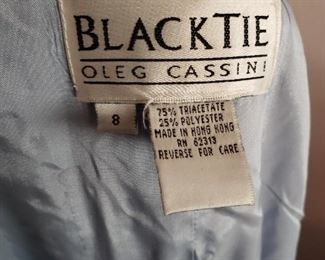 BLACKTIE
OLEG CASSINI
8
75% TRIACETATE
25% POLYESTER
MADE IN HONG KONG
RN 62313
REVERSE FOR CARE